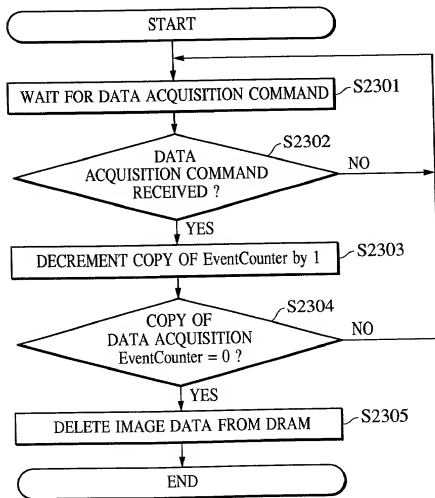 START
WAIT FOR DATA ACQUISITION COMMAND
S2301
S2302
DATA
ACQUISITION COMMAND
RECEIVED ?
NO
YES
DECREMENT COPY OF EventCounter by 1
S2303
S2304
COPY OF
DATA ACQUISITION
EventCounter = 0 ?
NO
YES
DELETE IMAGE DATA FROM DRAM
S2305
END